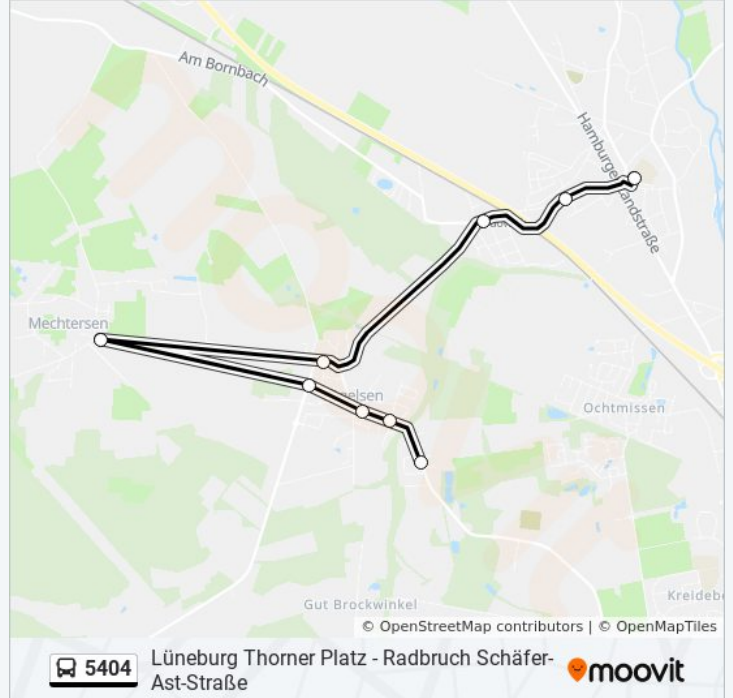 Am Bornbach
Hamburger Landstraße
Mechtersen
Ochtmissen
Gut Brockwinkel
Kreidebe
© OpenStreetMap contributors | © OpenMapTiles
5404
Lüneburg Thorner Platz - Radbruch Schäfer-
Ast-Straße
moovit